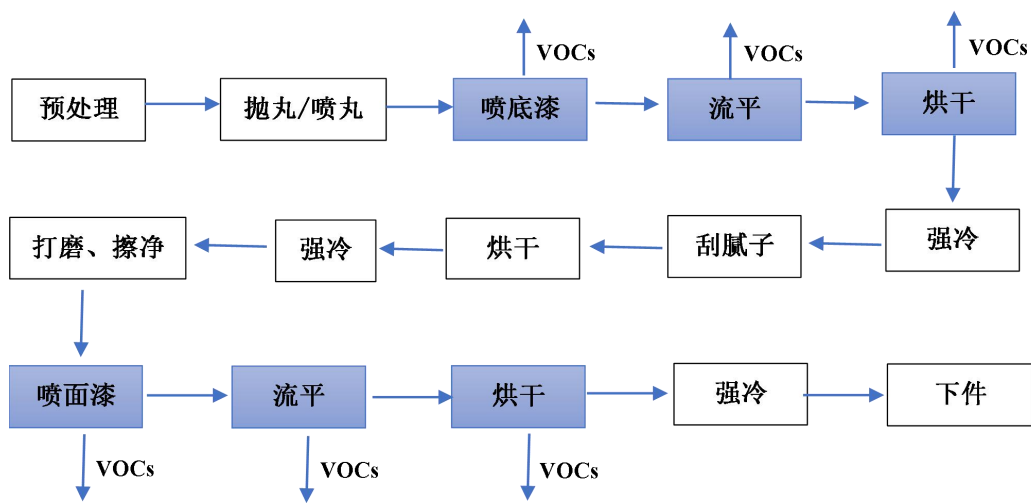 VOCs VOCs VOCs
预处理 抛丸/喷丸 喷底漆 流平 烘干
打磨、擦净 强冷 烘干 刮腻子 强冷
喷面漆 流平 烘干 强冷 下件
VOCs VOCs VOCs